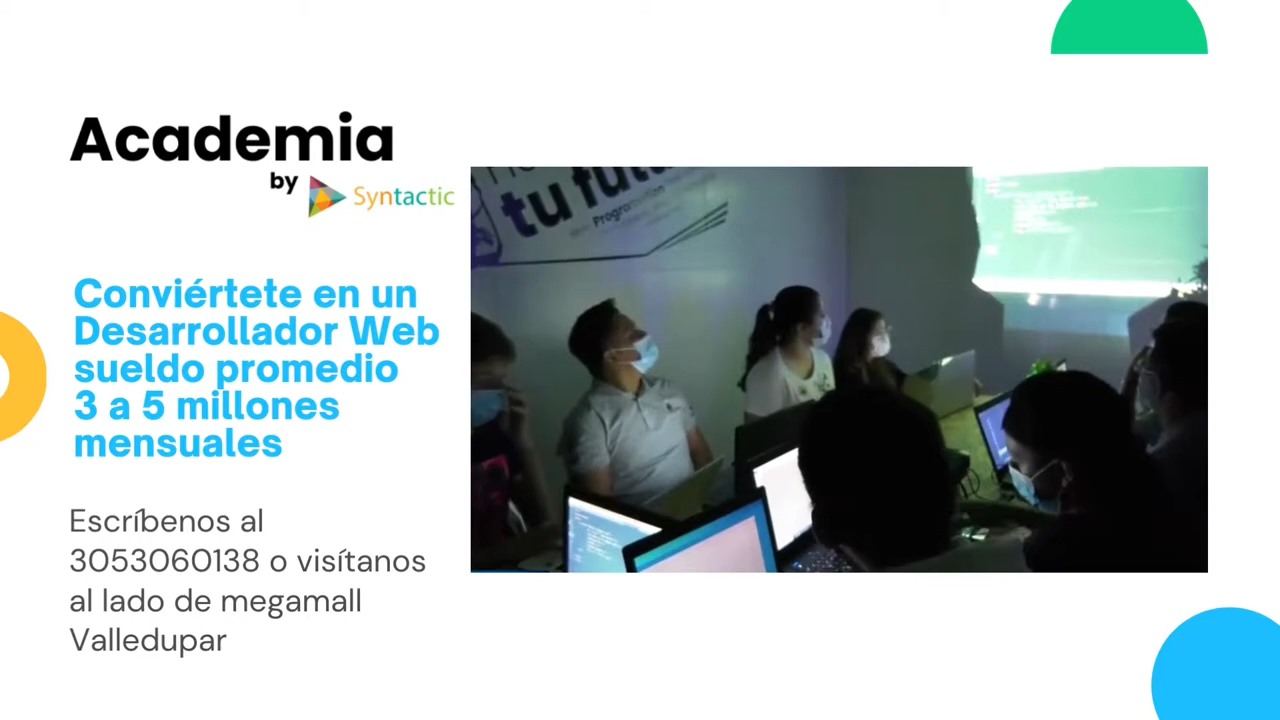 Academia
by Syntactic
Conviértete en un
Desarrollador Web
sueldo promedio
3 a 5 millones
mensuales
Escríbenos al
3053060138 o visítanos
al lado de megamall
Valledupar
tu